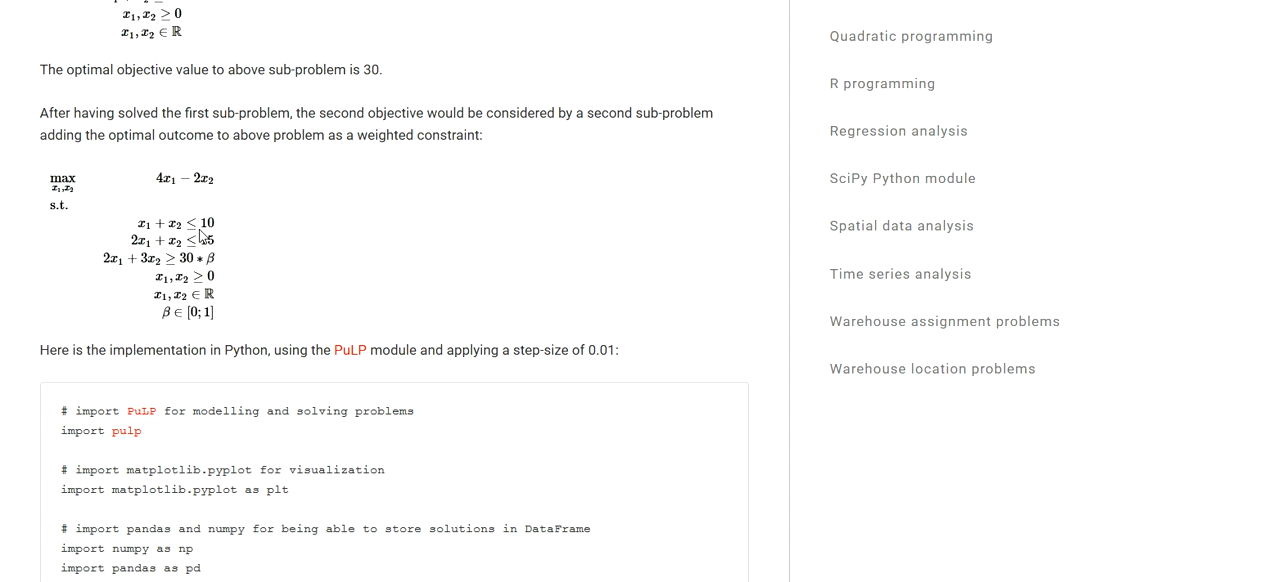 x₁, x₂ ≥ 0
x₁, x₂ ∈ ℝ
The optimal objective value to above sub-problem is 30.
After having solved the first sub-problem, the second objective would be considered by a second sub-problem
adding the optimal outcome to above problem as a weighted constraint:
max 4x₁ − 2x₂
x₁,x₂
s.t.
x₁ + x₂ ≤ 10
2x₁ + x₂ ≤ 5
2x₁ + 3x₂ ≥ 30 * β
x₁, x₂ ≥ 0
x₁, x₂ ∈ ℝ
β ∈ [0; 1]
Here is the implementation in Python, using the PuLP module and applying a step-size of 0.01:
# import PuLP for modelling and solving problems
import pulp
# import matplotlib.pyplot for visualization
import matplotlib.pyplot as plt
# import pandas and numpy for being able to store solutions in DataFrame
import numpy as np
import pandas as pd
Quadratic programming
R programming
Regression analysis
SciPy Python module
Spatial data analysis
Time series analysis
Warehouse assignment problems
Warehouse location problems